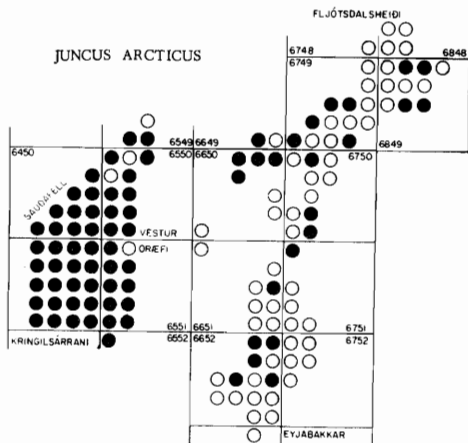 FLJÓTSDALSHEIÐI
JUNCUS ARCTICUS
6748
6848
6749
6549
6649
6849
6450
6550
6650
6750
SAUÐAFELL
VESTUR
ÖRÆFI
6551
6651
6751
KRINGILSÁRRANI
6552
6652
6752
EYJABAKKAR